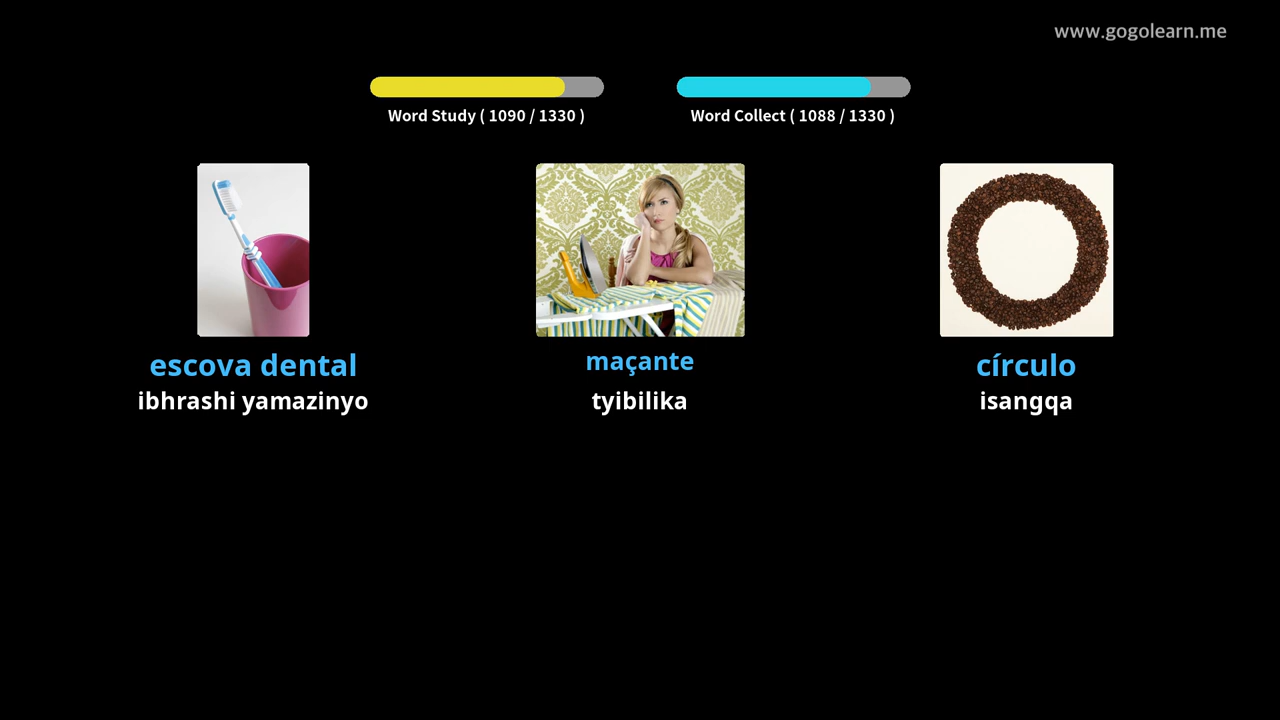 www.gogolearn.me
Word Study ( 1090 / 1330 )
Word Collect ( 1088 / 1330 )
escova dental
maçante
círculo
ibhrashi yamazinyo
tyibilika
isangqa